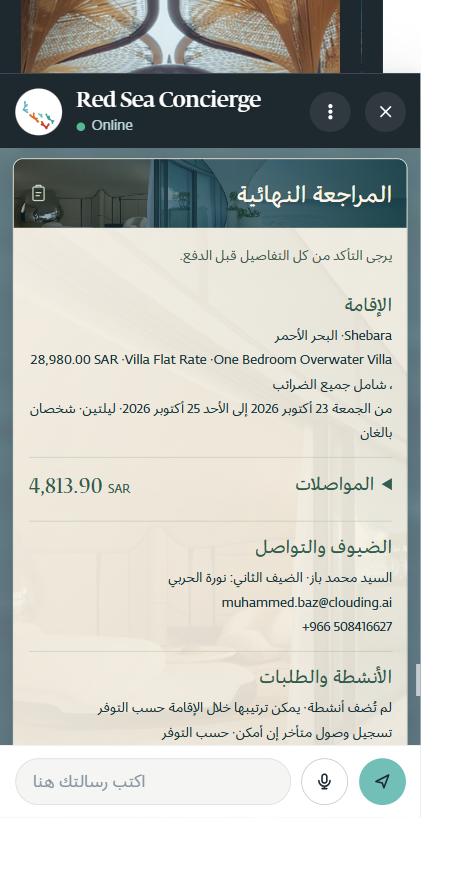 Red Sea Concierge
Online
المراجعة النهائية
يرجى التأكد من كل التفاصيل قبل الدفع.
الإقامة
Shebara· البحر الأحمر
One Bedroom Overwater Villa· Villa Flat Rate· 28,980.00 SAR
، شامل جميع الضرائب
من الجمعة 23 أكتوبر 2026 إلى الأحد 25 أكتوبر 2026· ليلتين· شخصان
بالغان
المواصلات
4,813.90 SAR
الضيوف والتواصل
السيد محمد باز· الضيف الثاني: نورة الحربي
muhammed.baz@clouding.ai
+966 508416627
الأنشطة والطلبات
لم تُضف أنشطة· يمكن ترتيبها خلال الإقامة حسب التوفر
تسجيل وصول متأخر إن أمكن· حسب التوفر
اكتب رسالتك هنا